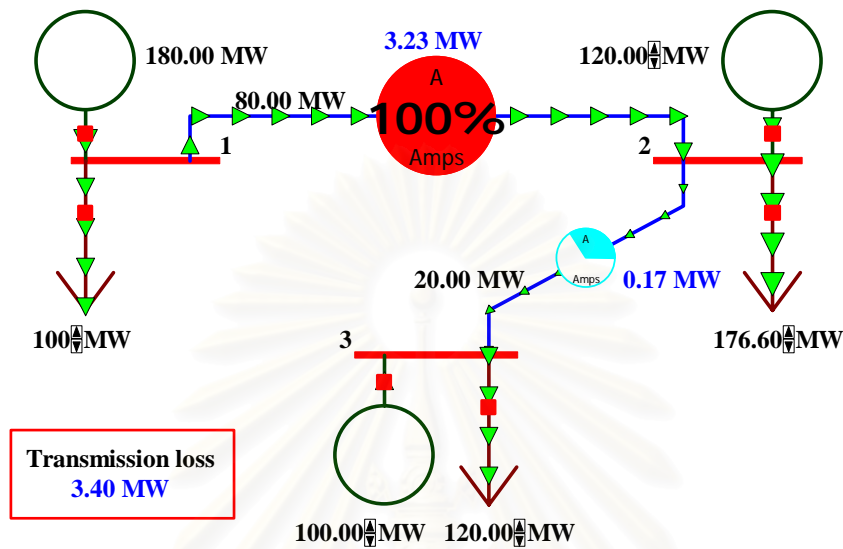 3.23 MW
180.00 MW
120.00 MW
A
80.00 MW
100%
Amps
1
2
A
Amps
20.00 MW
0.17 MW
100 MW
176.60 MW
3
Transmission loss
3.40 MW
100.00 MW
120.00 MW